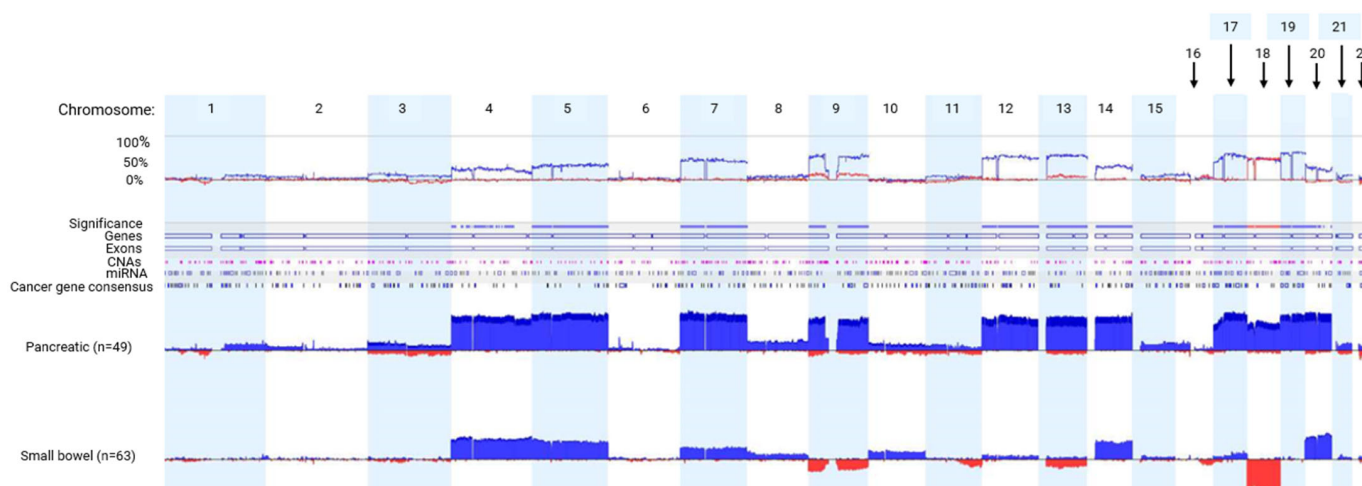 17 19 21
16 18 20 2
Chromosome: 1 2 3 4 5 6 7 8 9 10 11 12 13 14 15
100%
50%
0%
Significance
Genes
Exons
CNAs
miRNA
Cancer gene consensus
Pancreatic (n=49)
Small bowel (n=63)